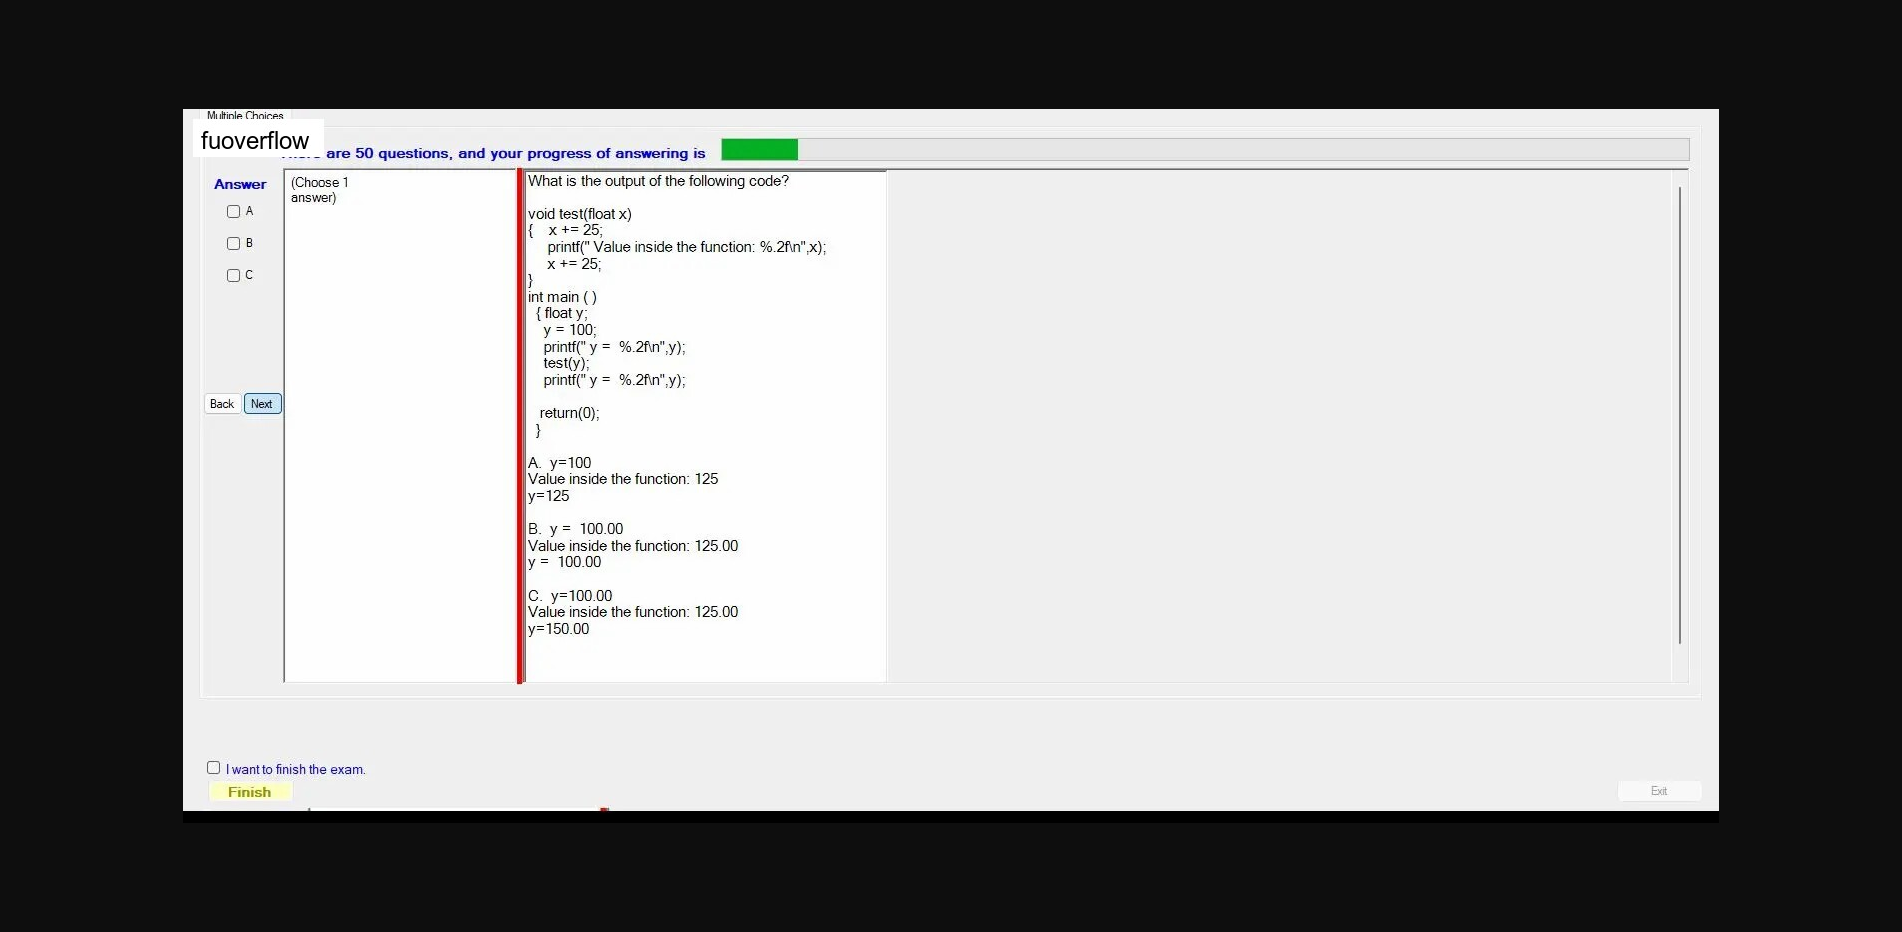 Multiple Choices
fuoverflow
are 50 questions, and your progress of answering is
Answer
A
B
C
Back Next
(Choose 1
answer)
What is the output of the following code?
void test(float x)
{ x += 25;
printf(" Value inside the function: %.2f\n",x);
x += 25;
}
int main ( )
{ float y;
y = 100;
printf(" y = %.2f\n",y);
test(y);
printf(" y = %.2f\n",y);
return(0);
}
A. y=100
Value inside the function: 125
y=125
B. y = 100.00
Value inside the function: 125.00
y = 100.00
C. y=100.00
Value inside the function: 125.00
y=150.00
I want to finish the exam.
Finish
Exit